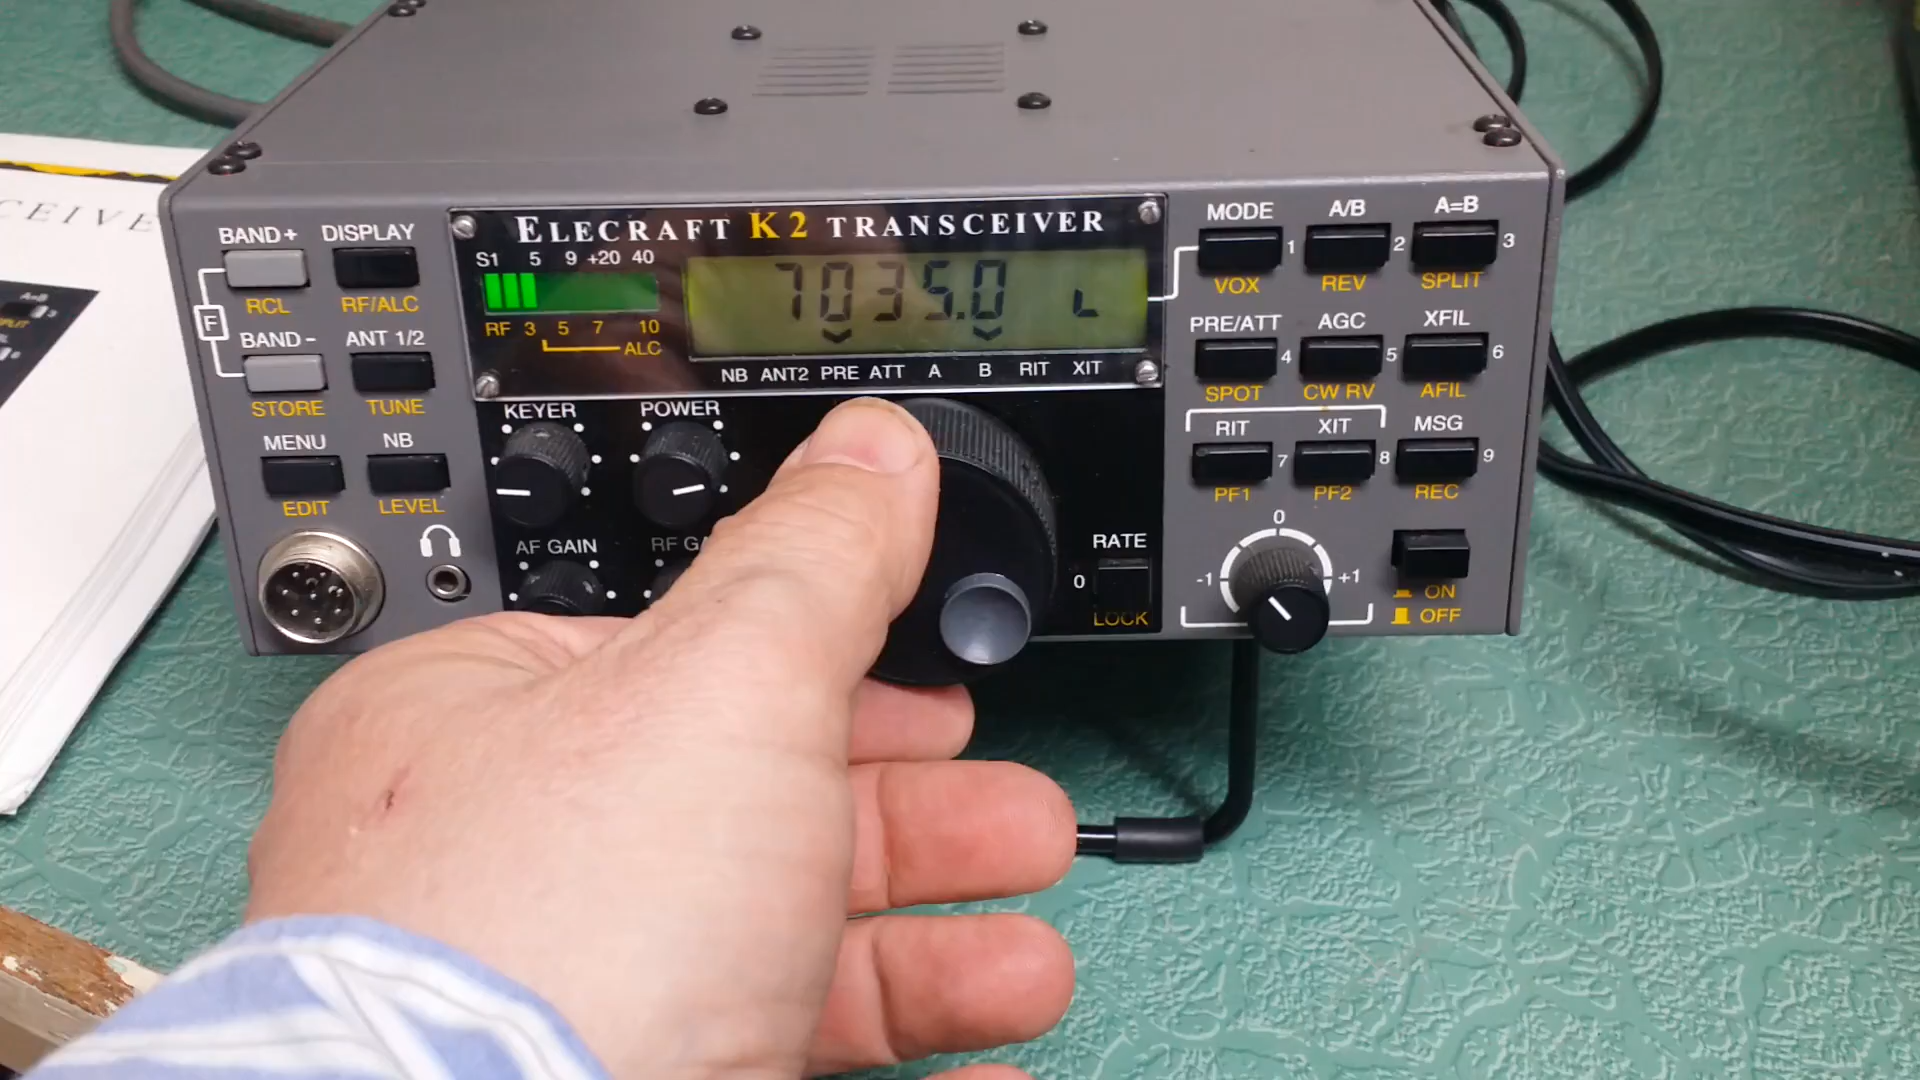 CEIVE
A=B
SPLIT
3
ELECRAFT K2 TRANSCEIVER
BAND+
DISPLAY
S1 5 9 +20 40
7035.0 L
MODE
A/B
A=B
1
2
3
RCL
RF/ALC
VOX
REV
SPLIT
F
RF 3 5 7 10
ALC
BAND-
ANT 1/2
NB ANT2 PRE ATT A B RIT XIT
PRE/ATT
AGC
XFIL
4
5
6
STORE
TUNE
KEYER
POWER
SPOT
CW RV
AFIL
MENU
NB
RIT
XIT
MSG
7
8
9
EDIT
LEVEL
PF1
PF2
REC
AF GAIN
RF GA
RATE
0
LOCK
0
-1
+1
ON
OFF